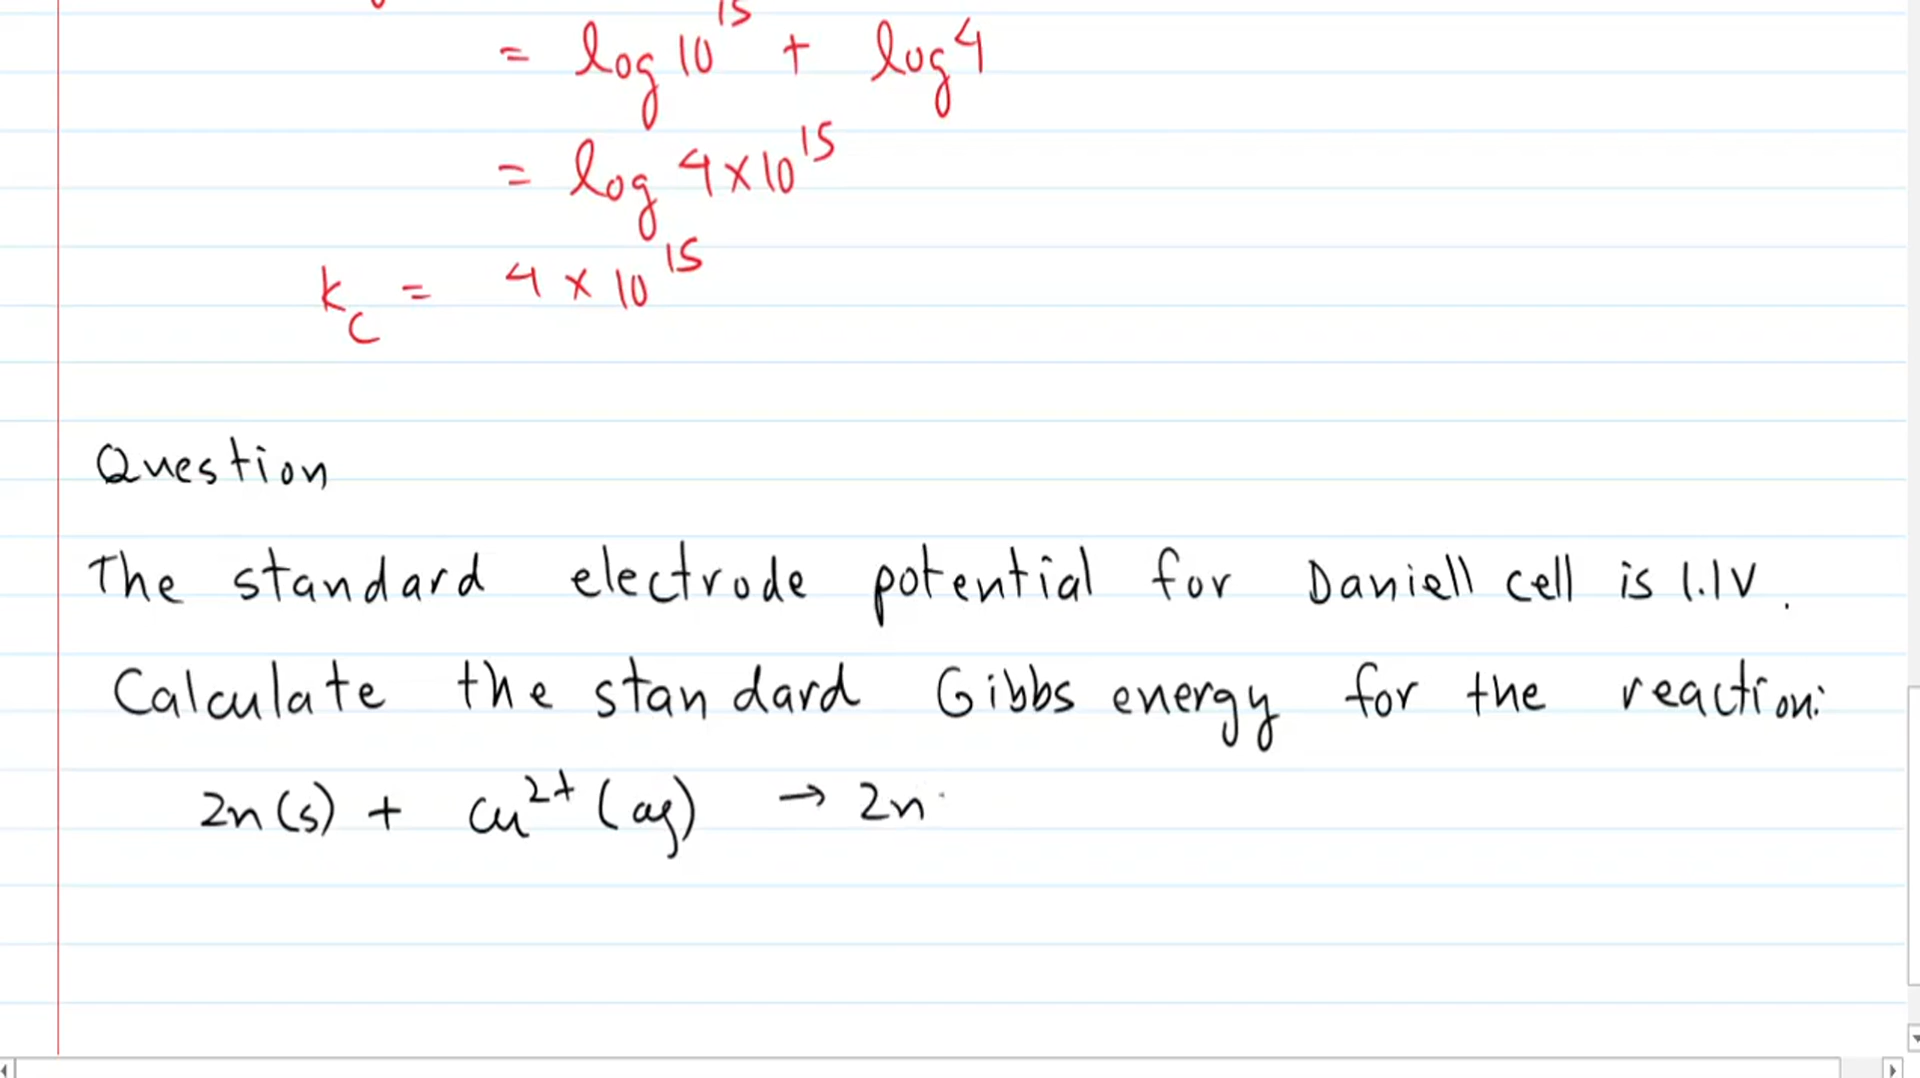 = log 10^15 + log 4
= log 4 × 10^15
Kc = 4 × 10^15
Question
The standard electrode potential for Daniell cell is 1.1V.
Calculate the standard Gibbs energy for the reaction:
Zn(s) + Cu^2+ (aq) → Zn